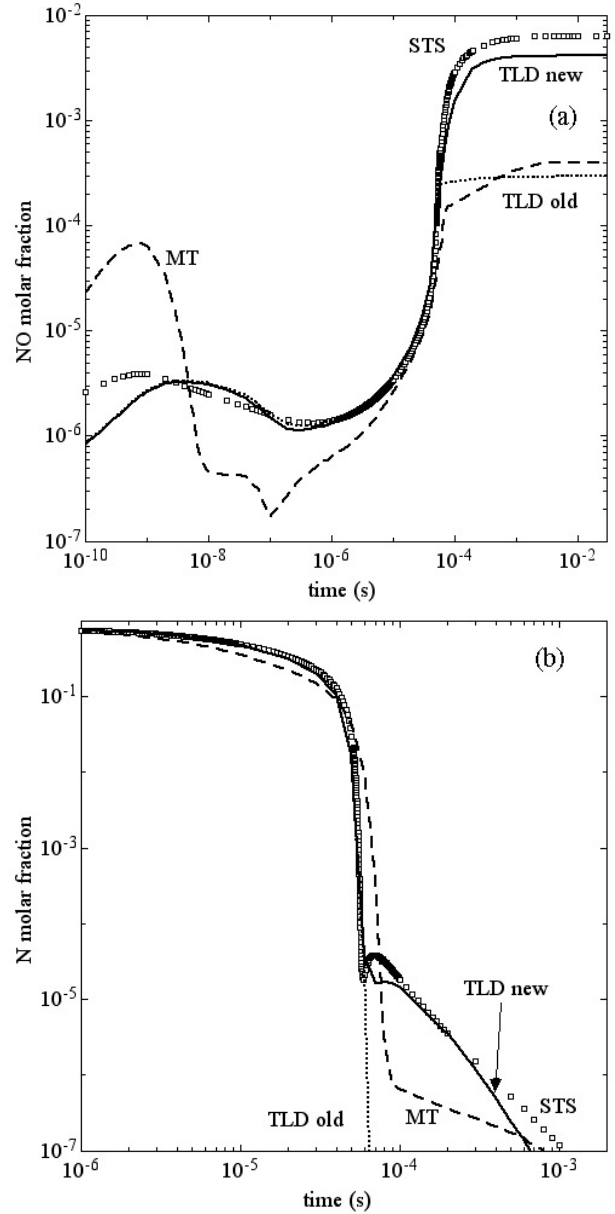 10⁻²
STS
TLD new
(a)
10⁻³
NO molar fraction
10⁻⁴
MT
TLD old
10⁻⁵
10⁻⁶
10⁻⁷
10⁻¹⁰ 10⁻⁸ 10⁻⁶ 10⁻⁴ 10⁻²
time (s)
(b)
10⁻¹
N molar fraction
10⁻³
10⁻⁵
TLD new
TLD old
MT
STS
10⁻⁷
10⁻⁶ 10⁻⁵ 10⁻⁴ 10⁻³
time (s)